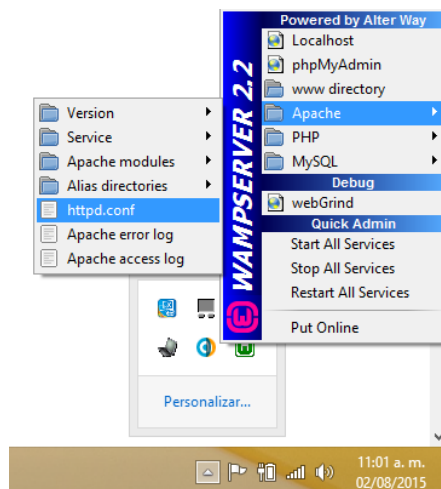 Powered by Alter Way
Localhost
phpMyAdmin
www directory
Apache
PHP
MySQL
Debug
webGrind
Quick Admin
Start All Services
Stop All Services
Restart All Services
Put Online
WAMPSERVER 2.2
Version
Service
Apache modules
Alias directories
httpd.conf
Apache error log
Apache access log
Personalizar...
11:01 a. m.
02/08/2015